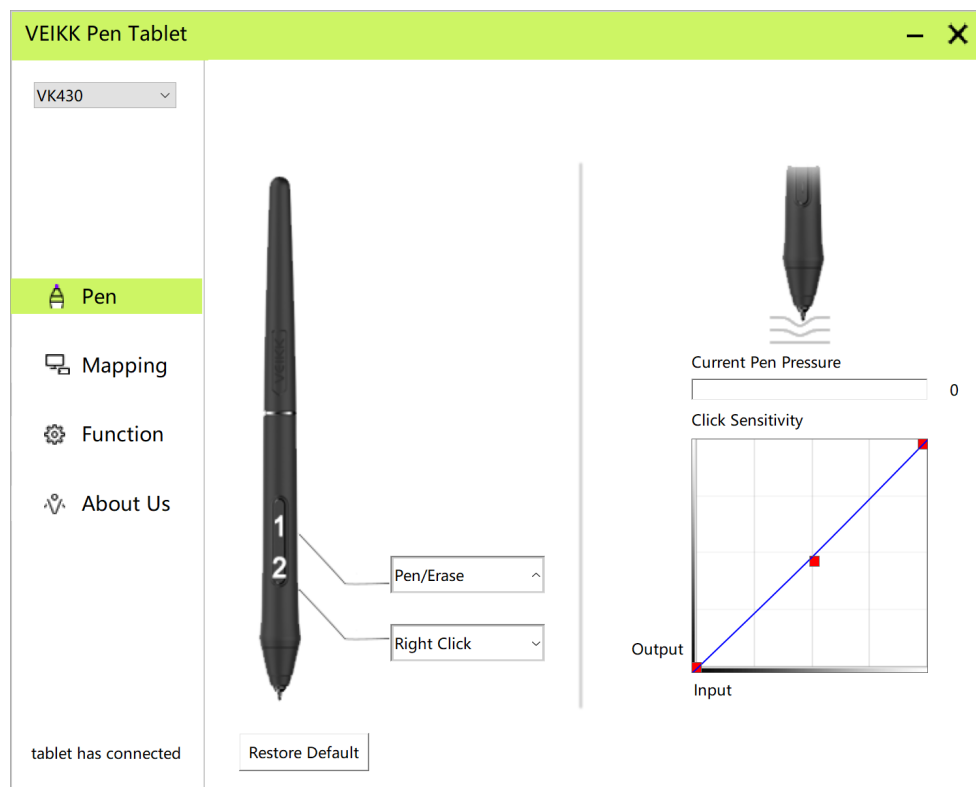 VEIKK Pen Tablet
VK430
Pen
Mapping
Function
About Us
tablet has connected
VEIKK
1
2
Pen/Erase
Right Click
Restore Default
Current Pen Pressure
0
Click Sensitivity
Output
Input